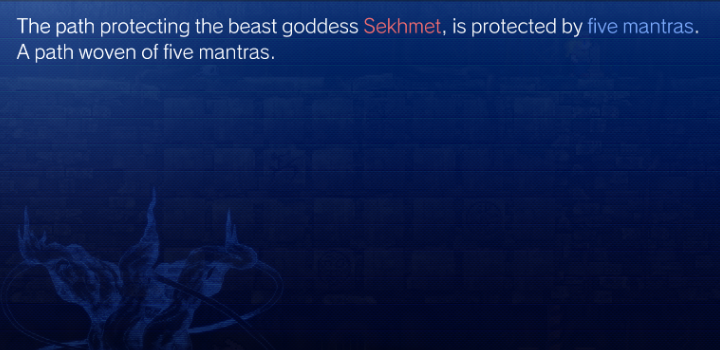 The path protecting the beast goddess Sekhmet, is protected by five mantras.
A path woven of five mantras.